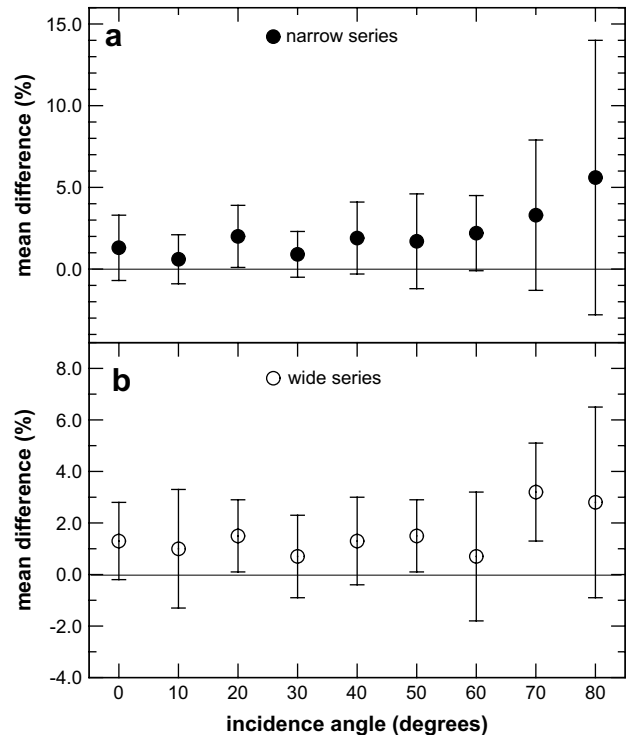 a
narrow series
15.0
10.0
5.0
0.0
mean difference (%)
b
wide series
8.0
6.0
4.0
2.0
0.0
-2.0
-4.0
mean difference (%)
0 10 20 30 40 50 60 70 80
incidence angle (degrees)